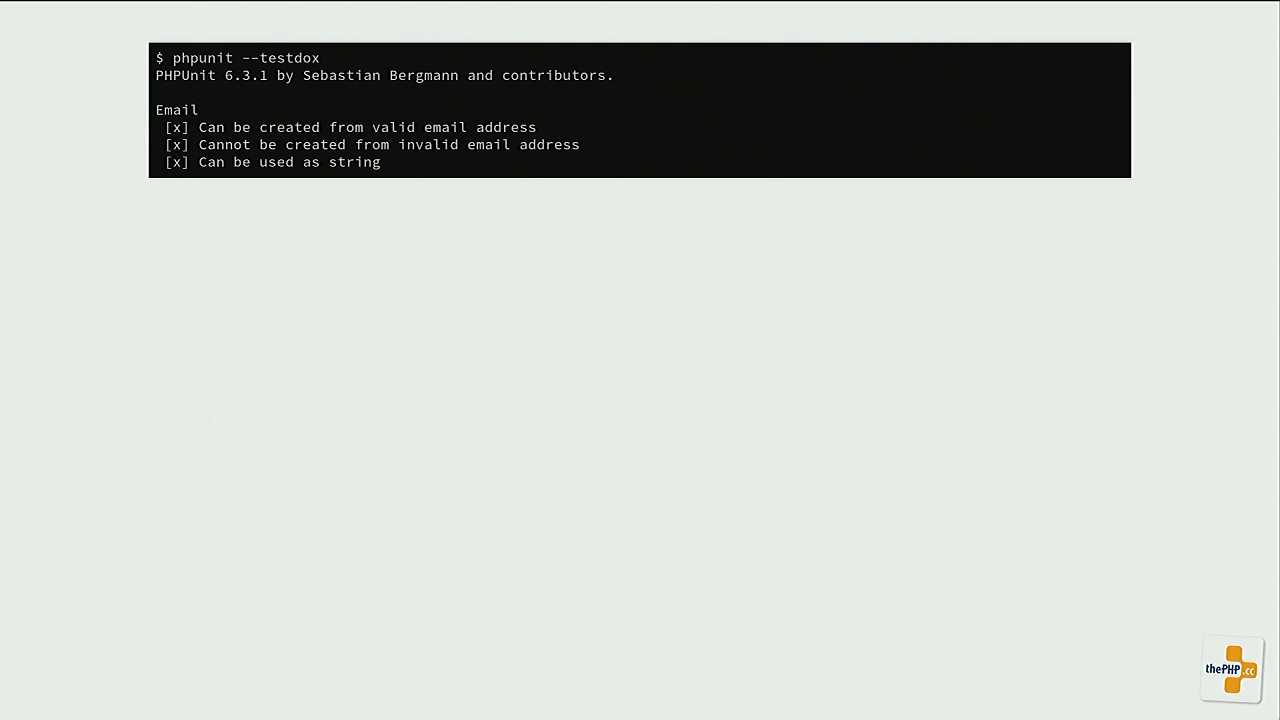 $ phpunit --testdox
PHPUnit 6.3.1 by Sebastian Bergmann and contributors.
Email
[x] Can be created from valid email address
[x] Cannot be created from invalid email address
[x] Can be used as string
thePHP.cc